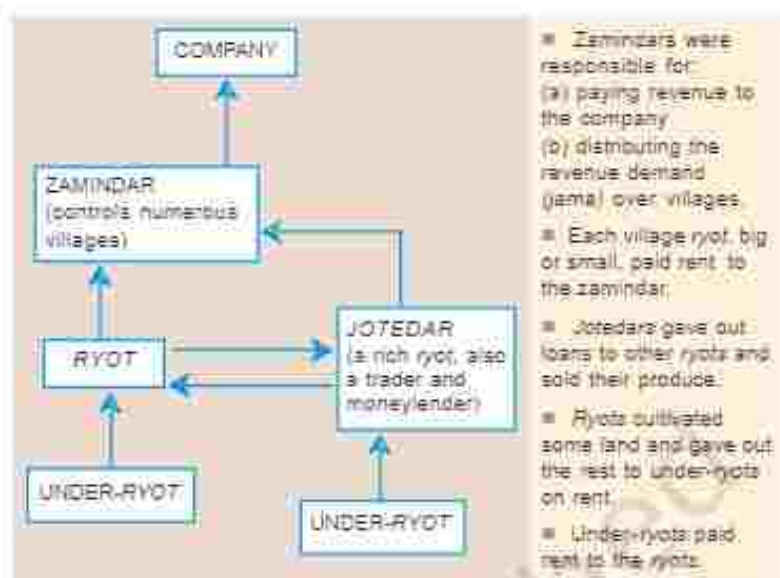 COMPANY
ZAMINDAR
(controls numerous
villages)
RYOT
JOTEDAR
(a rich ryot, also
a trader and
moneylender)
UNDER-RYOT
UNDER-RYOT
■ Zamindars were
responsible for:
(a) paying revenue to
the company
(b) distributing the
revenue demand
(jama) over villages.
■ Each village ryot, big
or small, paid rent to
the zamindar.
■ Jotedars gave out
loans to other ryots and
sold their produce.
■ Ryots cultivated
some land and gave out
the rest to under-ryots
on rent.
■ Under-ryots paid
rent to the ryots.